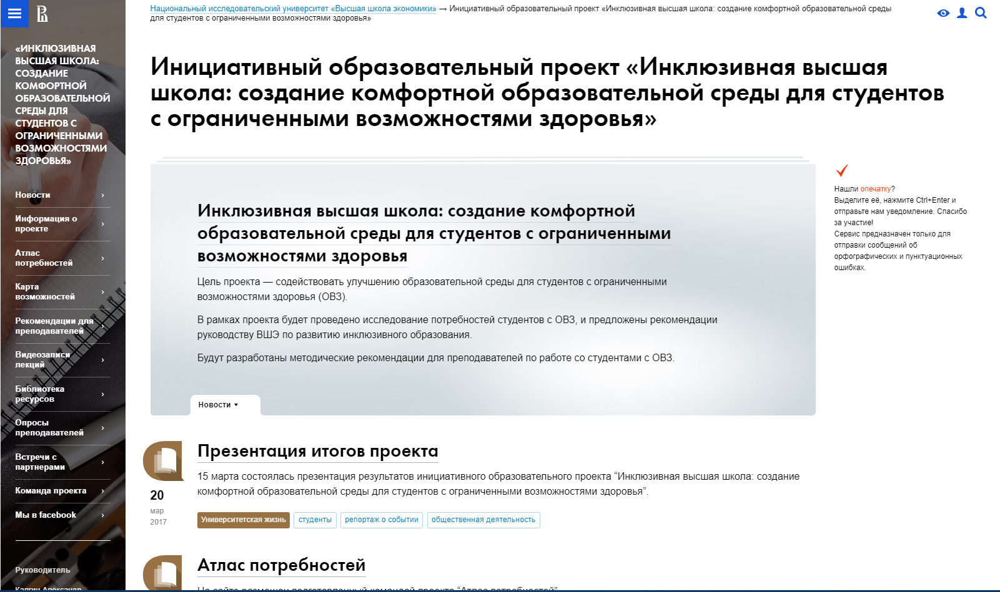 Национальный исследовательский университет «Высшая школа экономики» → Инициативный образовательный проект «Инклюзивная высшая школа: создание комфортной образовательной среды
для студентов с ограниченными возможностями здоровья»
«ИНКЛЮЗИВНАЯ
ВЫСШАЯ ШКОЛА:
СОЗДАНИЕ
КОМФОРТНОЙ
ОБРАЗОВАТЕЛЬНОЙ
СРЕДЫ ДЛЯ
СТУДЕНТОВ С
ОГРАНИЧЕННЫМИ
ВОЗМОЖНОСТЯМИ
ЗДОРОВЬЯ»
Новости
Информация о
проекте
Атлас
потребностей
Карта
возможностей
Рекомендации для
преподавателей
Видеозаписи
лекций
Библиотека
ресурсов
Опросы
преподавателей
Встречи с
партнерами
Команда проекта
Мы в facebook
Руководитель
Калгин Александр
Инициативный образовательный проект «Инклюзивная высшая
школа: создание комфортной образовательной среды для студентов
с ограниченными возможностями здоровья»
Инклюзивная высшая школа: создание комфортной
образовательной среды для студентов с ограниченными
возможностями здоровья
Цель проекта — содействовать улучшению образовательной среды для студентов с ограниченными
возможностями здоровья (ОВЗ).
В рамках проекта будет проведено исследование потребностей студентов с ОВЗ, и предложены рекомендации
руководству ВШЭ по развитию инклюзивного образования.
Будут разработаны методические рекомендации для преподавателей по работе со студентами с ОВЗ.
Новости
Нашли опечатку?
Выделите её, нажмите Ctrl+Enter и
отправьте нам уведомление. Спасибо
за участие!
Сервис предназначен только для
отправки сообщений об
орфографических и пунктуационных
ошибках.
Презентация итогов проекта
15 марта состоялась презентация результатов инициативного образовательного проекта “Инклюзивная высшая школа: создание
комфортной образовательной среды для студентов с ограниченными возможностями здоровья”.
20
мар
2017
Университетская жизнь студенты репортаж о событии общественная деятельность
Атлас потребностей
На сайте размещен подготовленный командой проекта “Атлас потребностей”